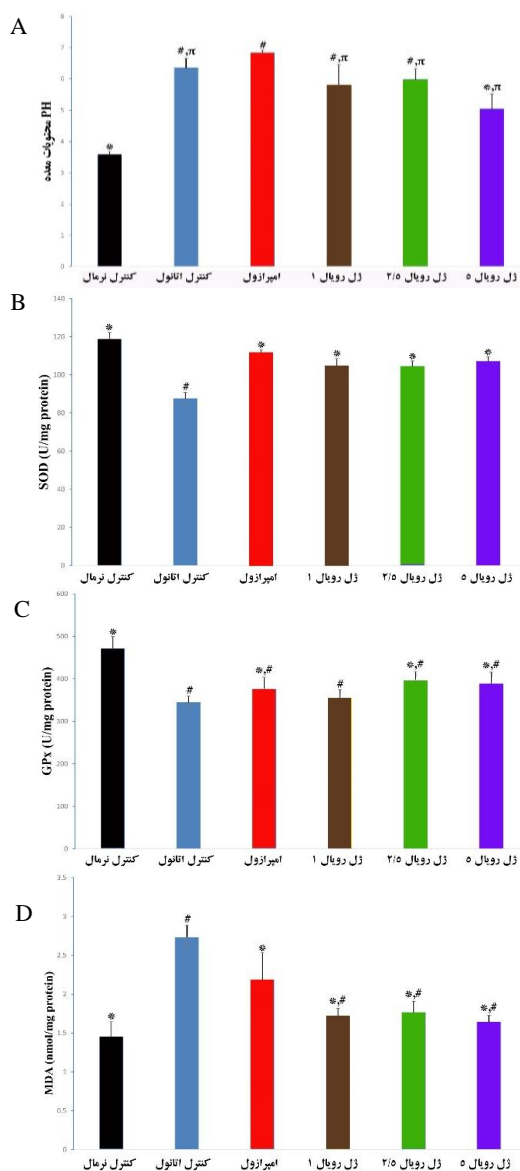 A
محتویات معده PH
8
7
6
5
4
3
2
1
0
*
#,π
#
#,π
#,π
*,π
کنترل نرمال
کنترل اتانول
امپرازول
ژل رویال ۱
ژل رویال ۲/۵
ژل رویال ۵
B
SOD (U/mg protein)
140
120
100
80
60
40
20
0
*
#
*
*
*
*
کنترل نرمال
کنترل اتانول
امپرازول
ژل رویال ۱
ژل رویال ۲/۵
ژل رویال ۵
C
GPx (U/mg protein)
600
500
400
300
200
100
0
*
#
*,#
#
*,#
*,#
کنترل نرمال
کنترل اتانول
امپرازول
ژل رویال ۱
ژل رویال ۲/۵
ژل رویال ۵
D
MDA (nmol/mg protein)
3.5
3
2.5
2
1.5
1
0.5
0
*
#
*
*,#
*,#
*,#
کنترل نرمال
کنترل اتانول
امپرازول
ژل رویال ۱
ژل رویال ۲/۵
ژل رویال ۵